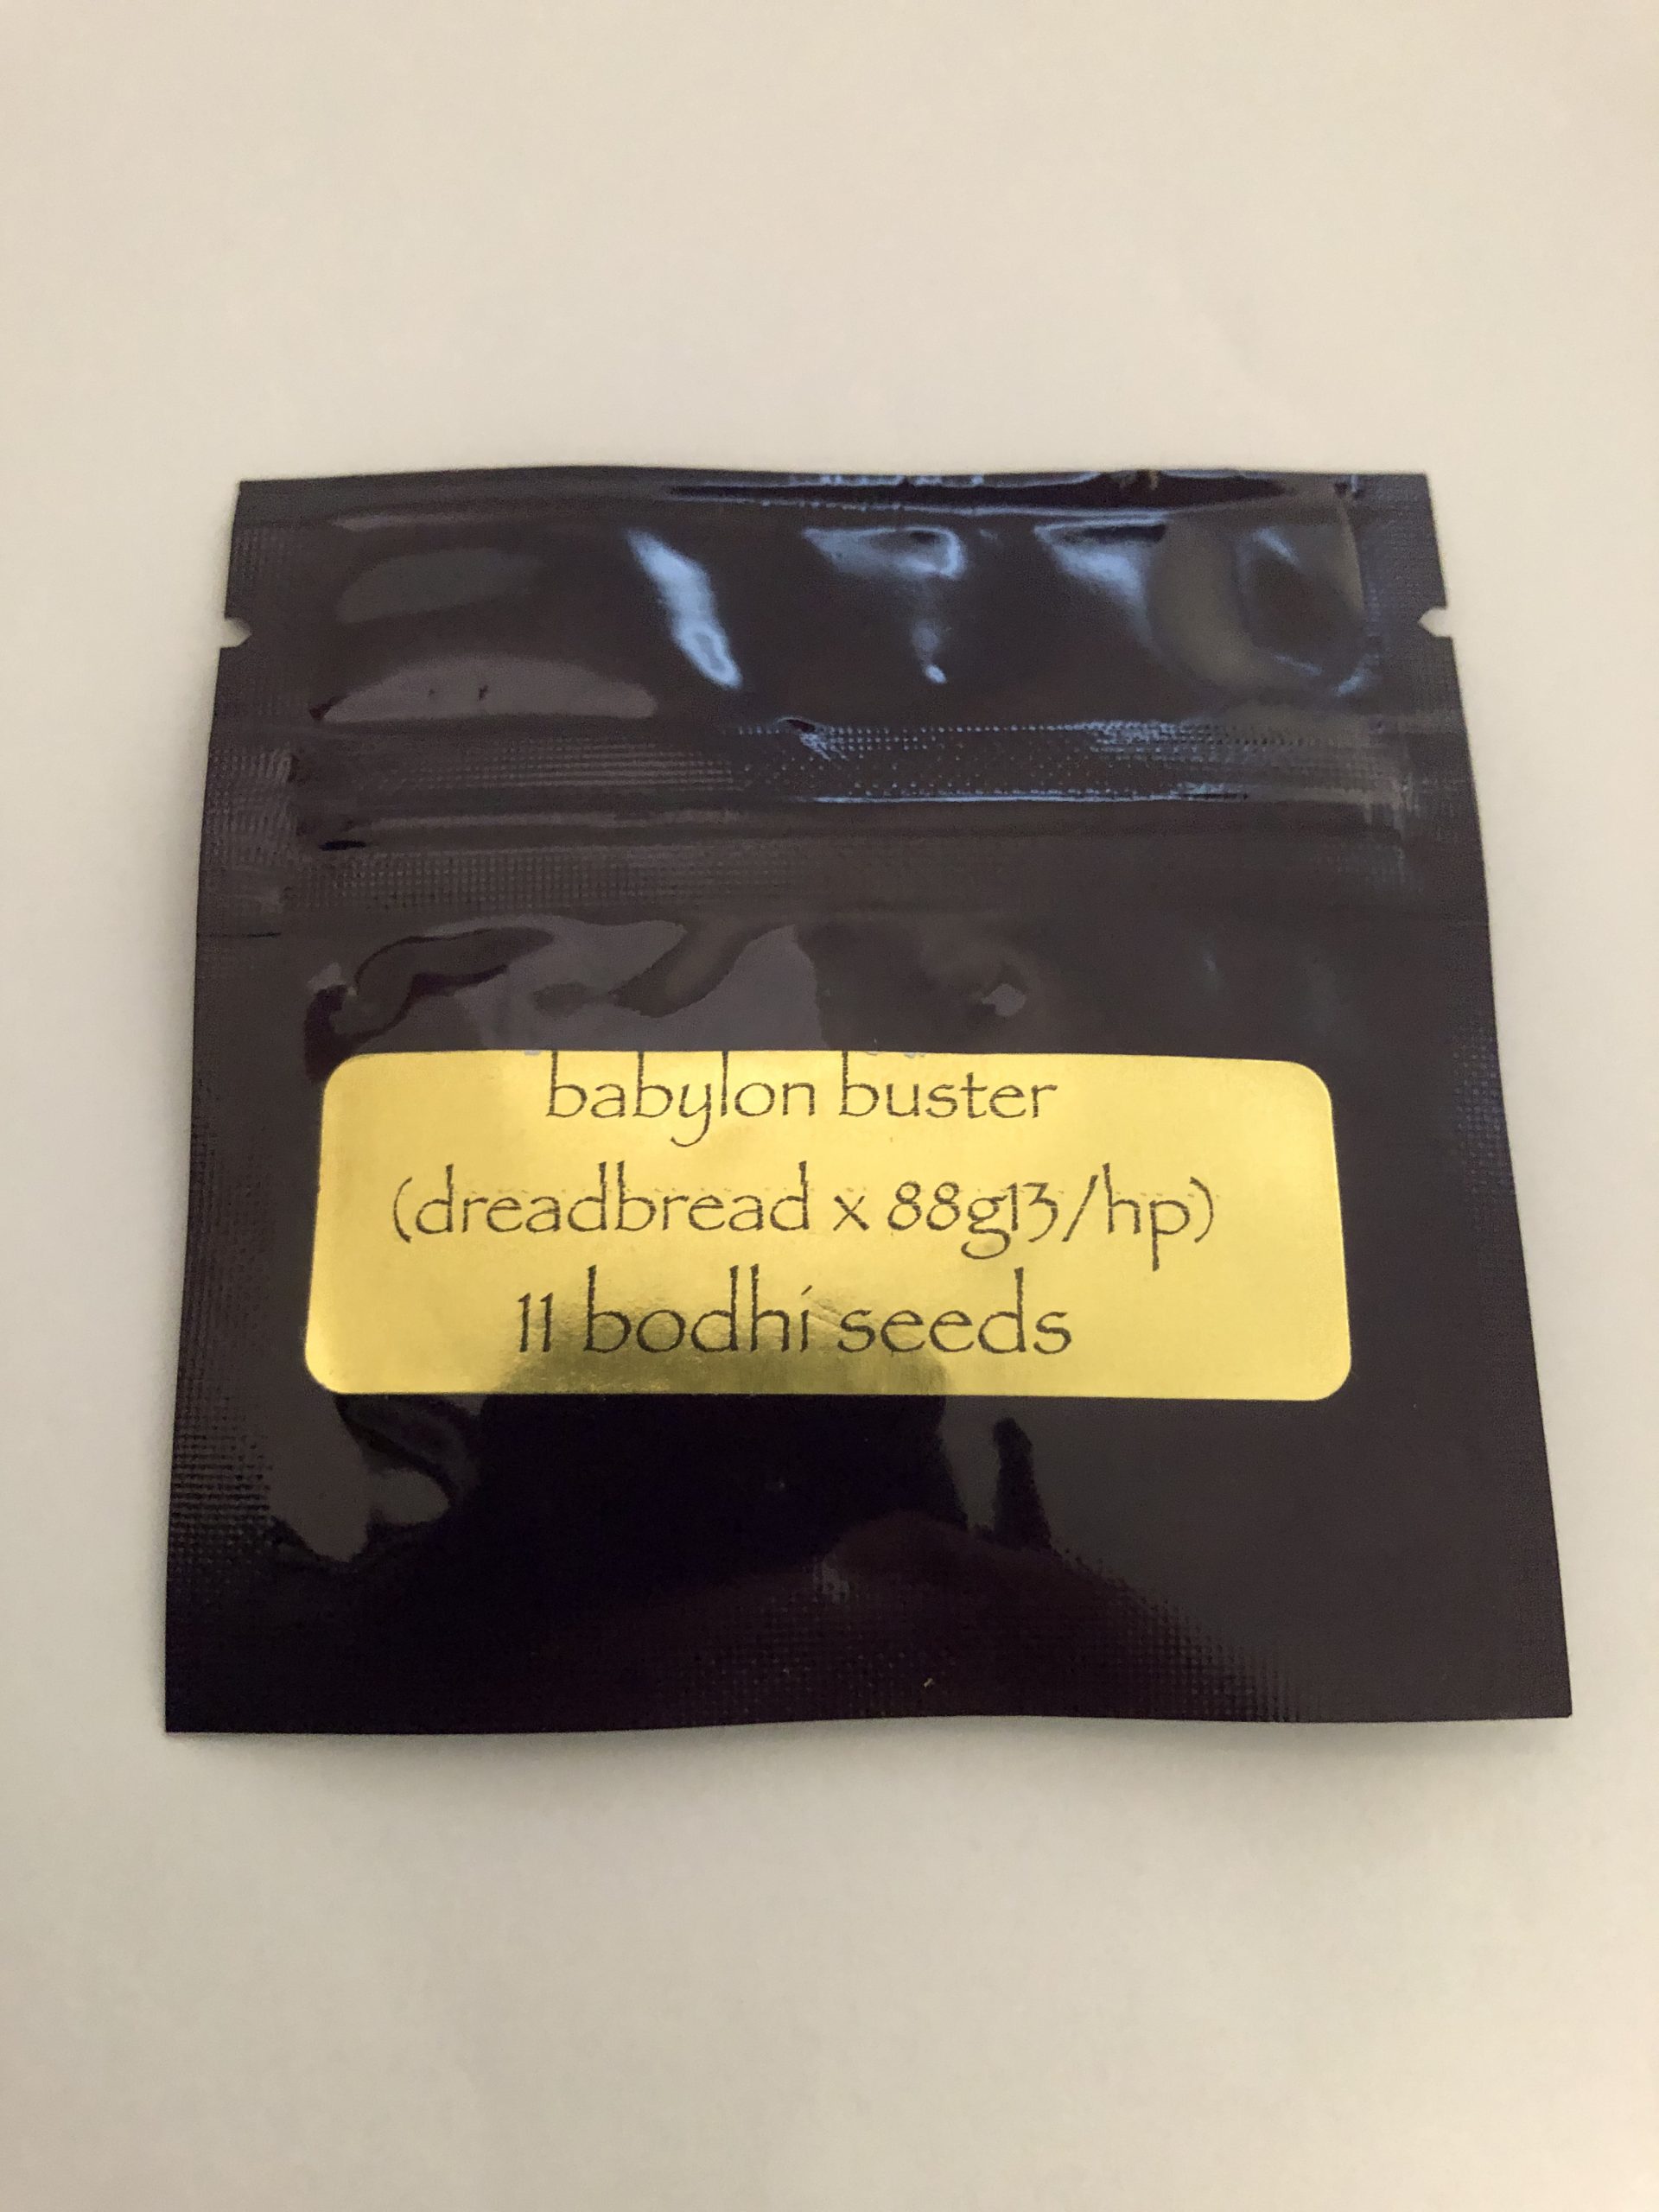 babylon buster
(dreadbread x 88g13/hp)
11 bodhi seeds